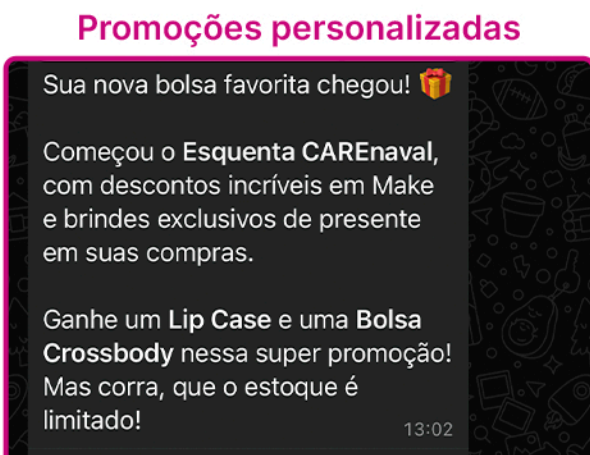 Promoções personalizadas
Sua nova bolsa favorita chegou! 🎁
Começou o Esquenta CAREnaval,
com descontos incríveis em Make
e brindes exclusivos de presente
em suas compras.
Ganhe um Lip Case e uma Bolsa
Crossbody nessa super promoção!
Mas corra, que o estoque é
limitado!
13:02